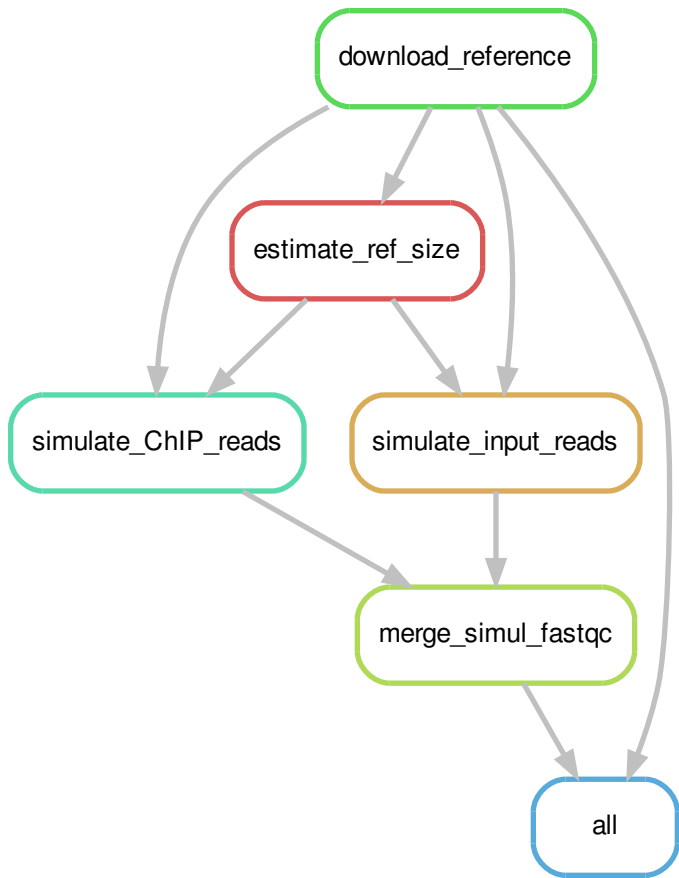 download_reference
estimate_ref_size
simulate_ChIP_reads
simulate_input_reads
merge_simul_fastqc
all